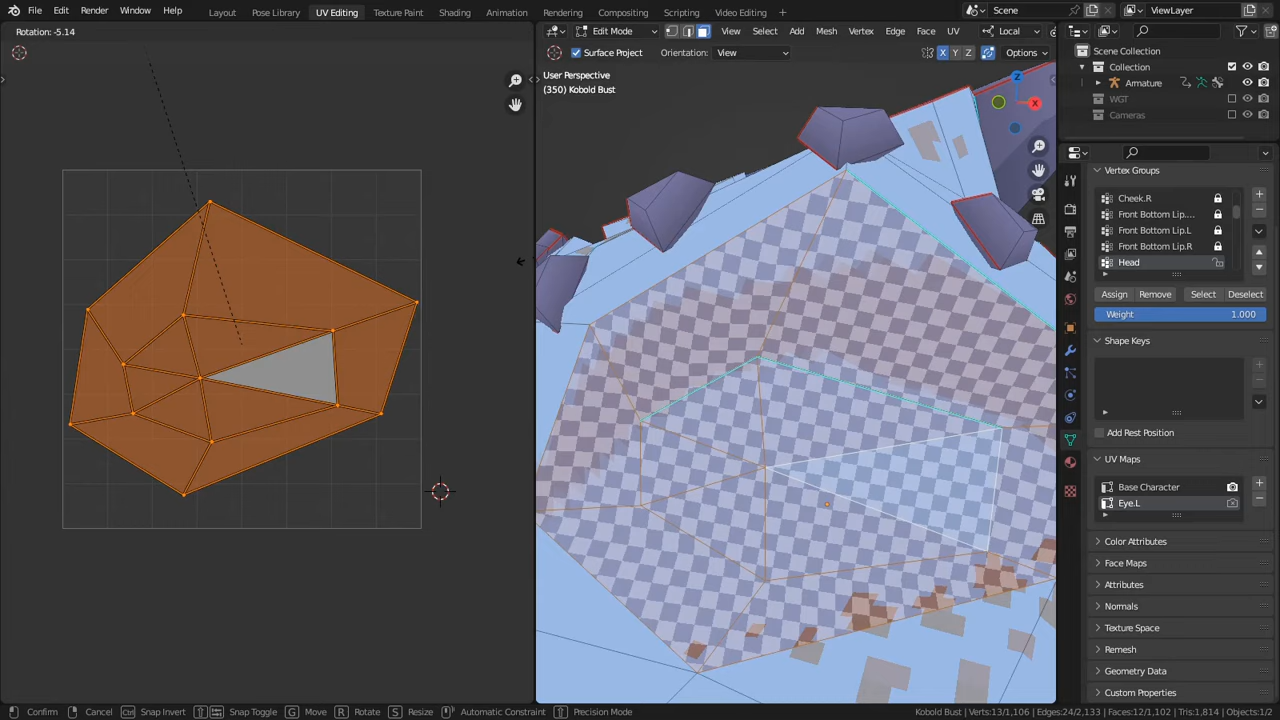 File Edit Render Window Help Layout Pose Library UV Editing Texture Paint Shading Animation Rendering Compositing Scripting Video Editing + Scene ViewLayer
Rotation: -5.14
Edit Mode View Select Add Mesh Vertex Edge Face UV Local
Surface Project Orientation: View X Y Z Options
User Perspective
(350) Kobold Bust
Z
X
Scene Collection
Collection
Armature
WGT
Cameras
Vertex Groups
Cheek.R
Front Bottom Lip....
Front Bottom Lip.L
Front Bottom Lip.R
Head
Assign Remove Select Deselect
Weight 1.000
Shape Keys
Add Rest Position
UV Maps
Base Character
Eye.L
Color Attributes
Face Maps
Attributes
Normals
Texture Space
Remesh
Geometry Data
Custom Properties
Confirm Cancel Ctrl Snap Invert Snap Toggle G Move R Rotate S Resize Automatic Constraint Precision Mode Kobold Bust Verts:13/1,106 Edges:24/2,133 Faces:12/1,102 Tris:1,814 Objects:1/2